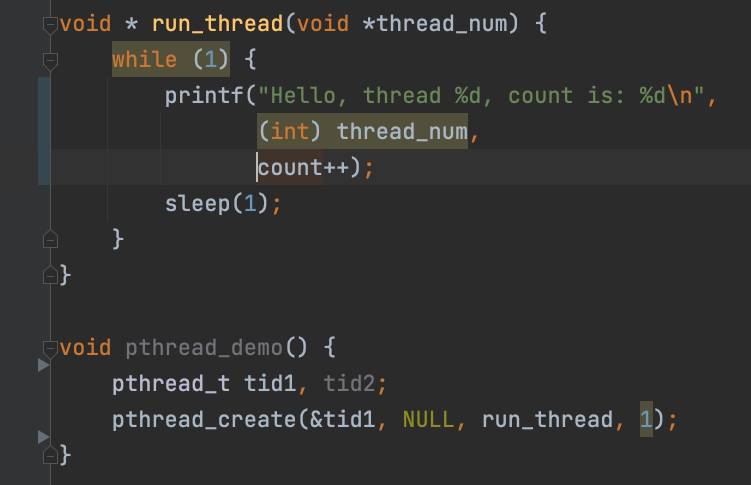 void * run_thread(void *thread_num) {
    while (1) {
        printf("Hello, thread %d, count is: %d\n",
               (int) thread_num,
               count++);
        sleep(1);
    }
}

void pthread_demo() {
    pthread_t tid1, tid2;
    pthread_create(&tid1, NULL, run_thread, 1);
}